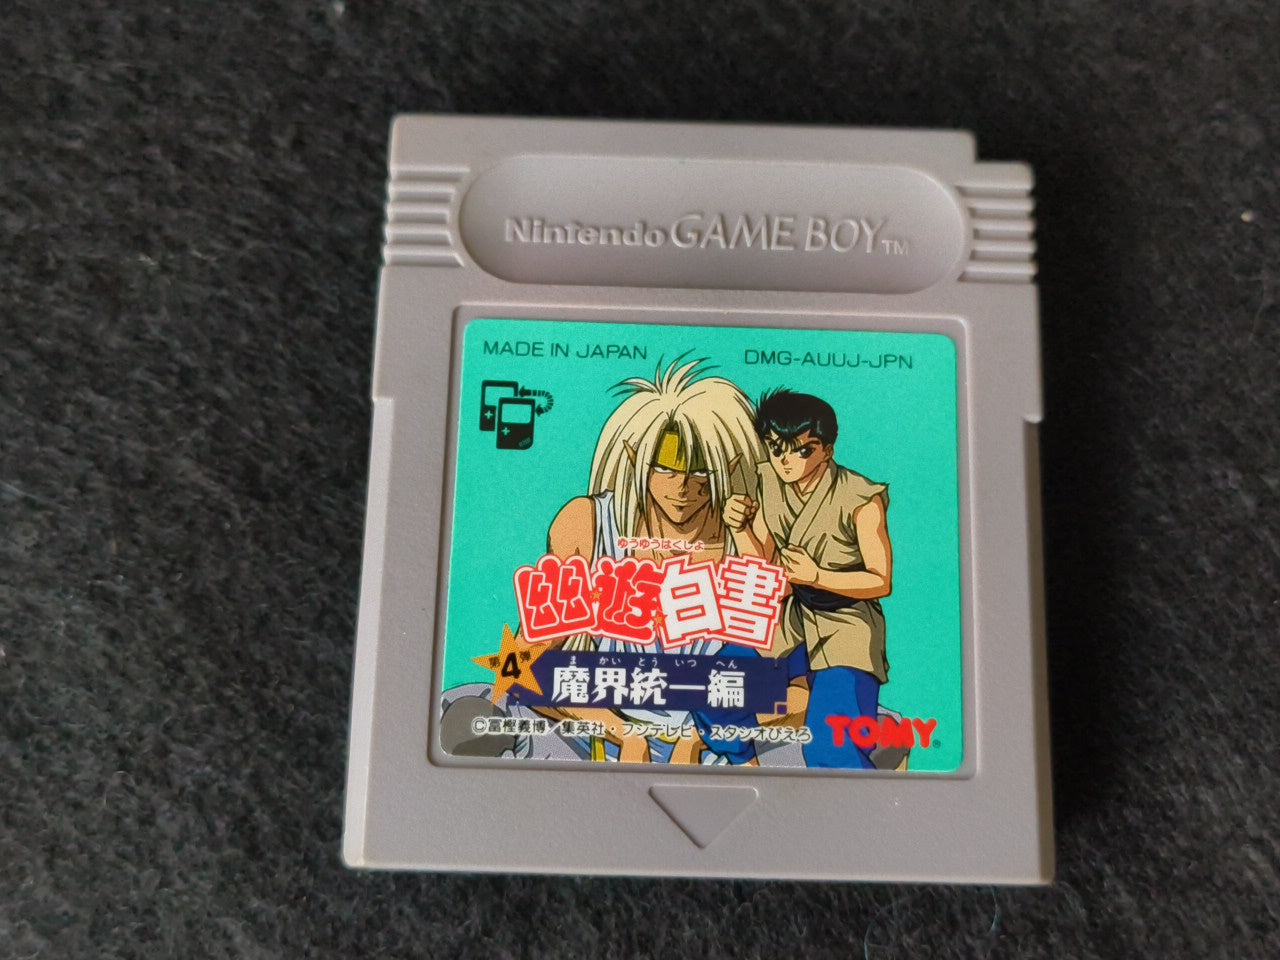 Nintendo GAME BOY TM
MADE IN JAPAN
DMG-AUUJ-JPN
ゆうゆうはくしょ
幽☆遊☆白書
第4弾
まかいとういつへん
魔界統一編
©冨樫義博／集英社・フジテレビ・スタジオぴえろ
TOMY®